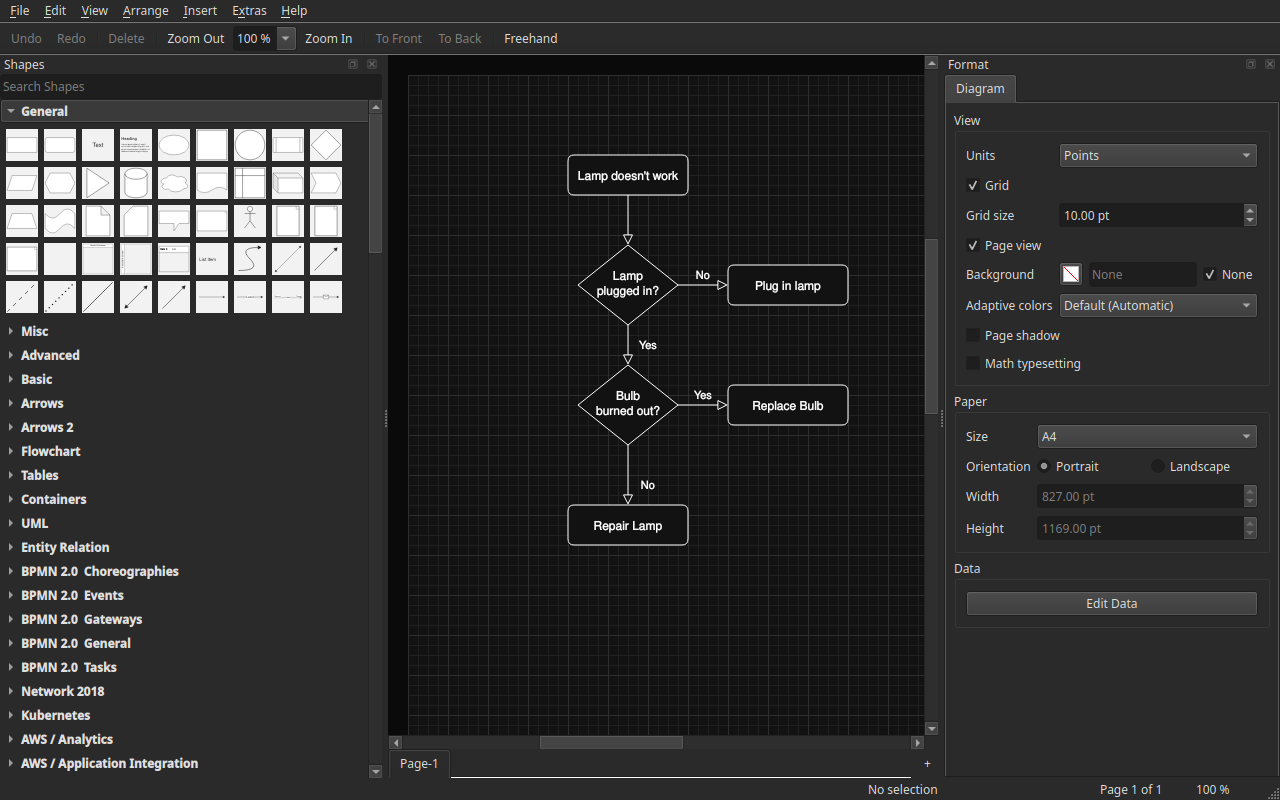 File Edit View Arrange Insert Extras Help
Undo Redo Delete Zoom Out 100 % Zoom In To Front To Back Freehand
Shapes
Search Shapes
General
Text
Heading
List Item
Misc
Advanced
Basic
Arrows
Arrows 2
Flowchart
Tables
Containers
UML
Entity Relation
BPMN 2.0 Choreographies
BPMN 2.0 Events
BPMN 2.0 Gateways
BPMN 2.0 General
BPMN 2.0 Tasks
Network 2018
Kubernetes
AWS / Analytics
AWS / Application Integration
Lamp doesn't work
Lamp
plugged in?
No
Plug in lamp
Yes
Bulb
burned out?
Yes
Replace Bulb
No
Repair Lamp
Page-1
+
Format
Diagram
View
Units Points
Grid
Grid size 10.00 pt
Page view
Background None None
Adaptive colors Default (Automatic)
Page shadow
Math typesetting
Paper
Size A4
Orientation Portrait Landscape
Width 827.00 pt
Height 1169.00 pt
Data
Edit Data
No selection Page 1 of 1 100 %